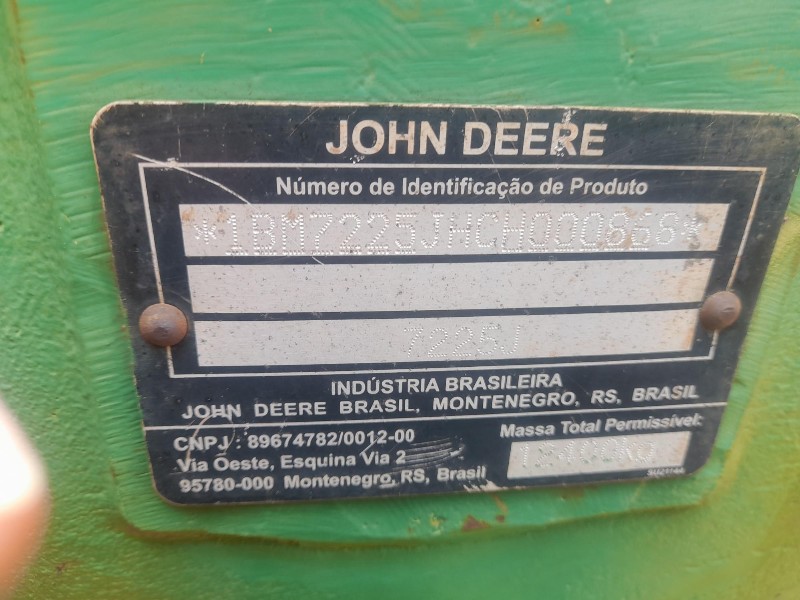 JOHN DEERE
Número de Identificação de Produto
*1BM7225JHCH000868*
7225J
INDÚSTRIA BRASILEIRA
JOHN DEERE BRASIL, MONTENEGRO, RS, BRASIL
CNPJ : 89674782/0012-00
Via Oeste, Esquina Via 2
95780-000 Montenegro, RS, Brasil
Massa Total Permissível: